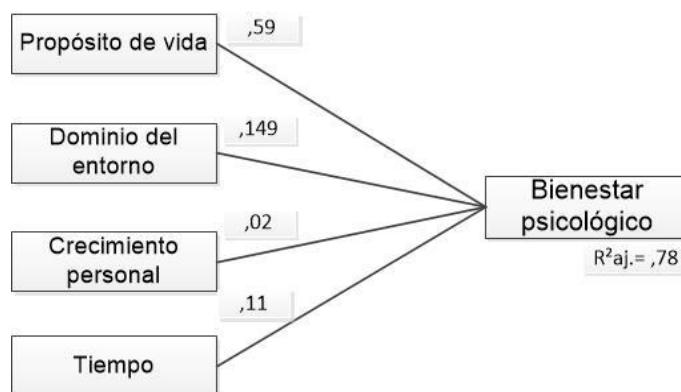 Propósito de vida
,59
Dominio del
entorno
,149
Crecimiento
personal
,02
Tiempo
,11
Bienestar
psicológico
R²aj.= ,78